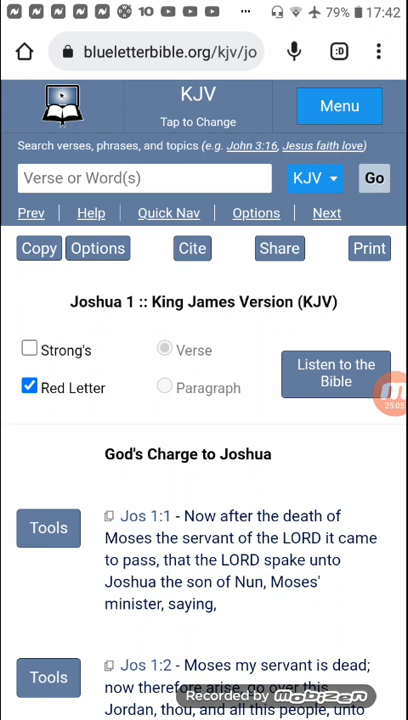 10 ... 79% 17:42
blueletterbible.org/kjv/jo :D
KJV
Tap to Change
Menu
Search verses, phrases, and topics (e.g. John 3:16, Jesus faith love)
Verse or Word(s) KJV Go
Prev Help Quick Nav Options Next
Copy Options Cite Share Print
Joshua 1 :: King James Version (KJV)
Strong's Verse
Red Letter Paragraph
Listen to the
Bible
25:05
God's Charge to Joshua
Tools
Jos 1:1 - Now after the death of
Moses the servant of the LORD it came
to pass, that the LORD spake unto
Joshua the son of Nun, Moses'
minister, saying,
Tools
Jos 1:2 - Moses my servant is dead;
now therefore arise, go over this
Jordan, thou, and all this people, unto
Recorded by mobizen